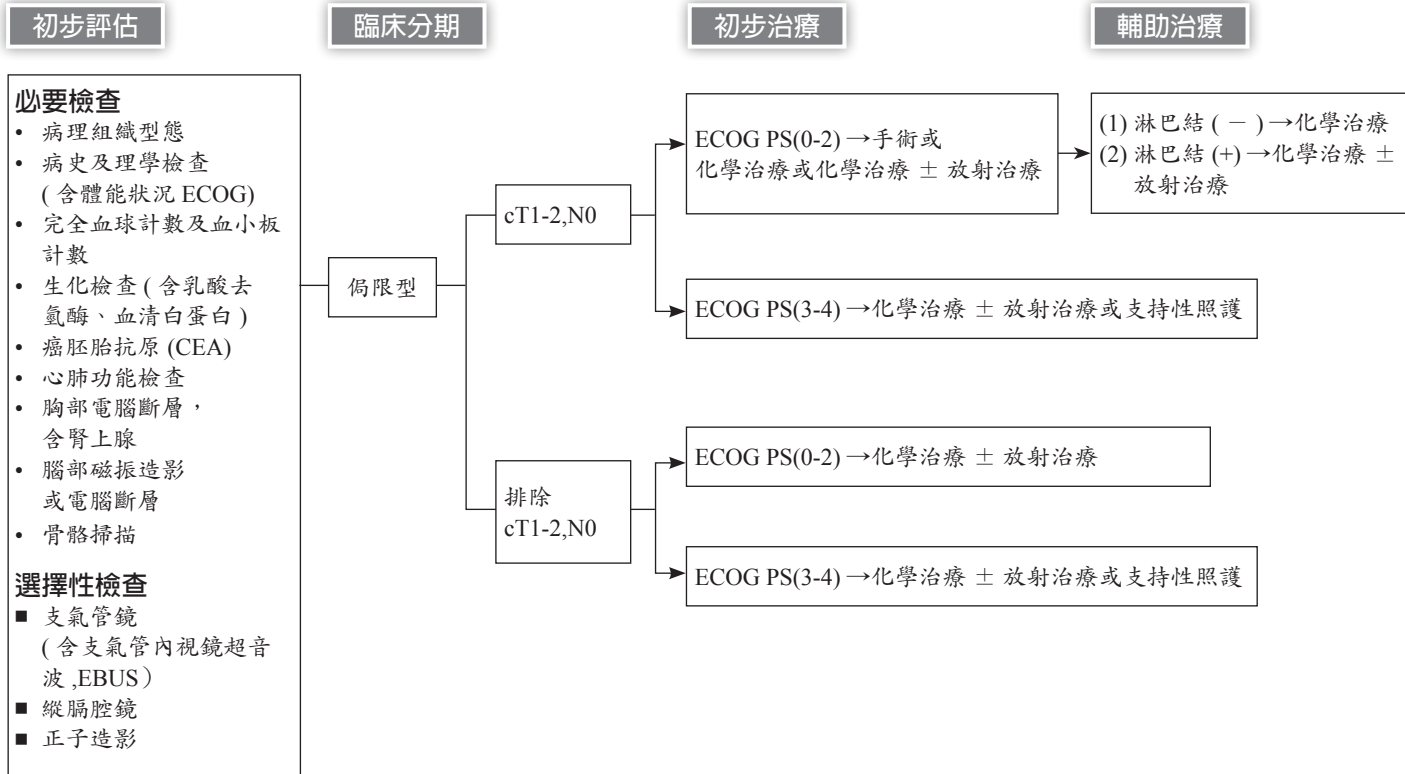 初步評估
臨床分期
初步治療
輔助治療
必要檢查
• 病理組織型態
• 病史及理學檢查
( 含體能狀況 ECOG)
• 完全血球計數及血小板
計數
• 生化檢查 ( 含乳酸去
氫酶、血清白蛋白 )
• 癌胚胎抗原 (CEA)
• 心肺功能檢查
• 胸部電腦斷層，
含腎上腺
• 腦部磁振造影
或電腦斷層
• 骨骼掃描
選擇性檢查
■ 支氣管鏡
( 含支氣管內視鏡超音
波 ,EBUS）
■ 縱膈腔鏡
■ 正子造影
侷限型
cT1-2,N0
ECOG PS(0-2) →手術或
化學治療或化學治療 ± 放射治療
(1) 淋巴結 ( － ) →化學治療
(2) 淋巴結 (+) →化學治療 ±
放射治療
ECOG PS(3-4) →化學治療 ± 放射治療或支持性照護
排除
cT1-2,N0
ECOG PS(0-2) →化學治療 ± 放射治療
ECOG PS(3-4) →化學治療 ± 放射治療或支持性照護